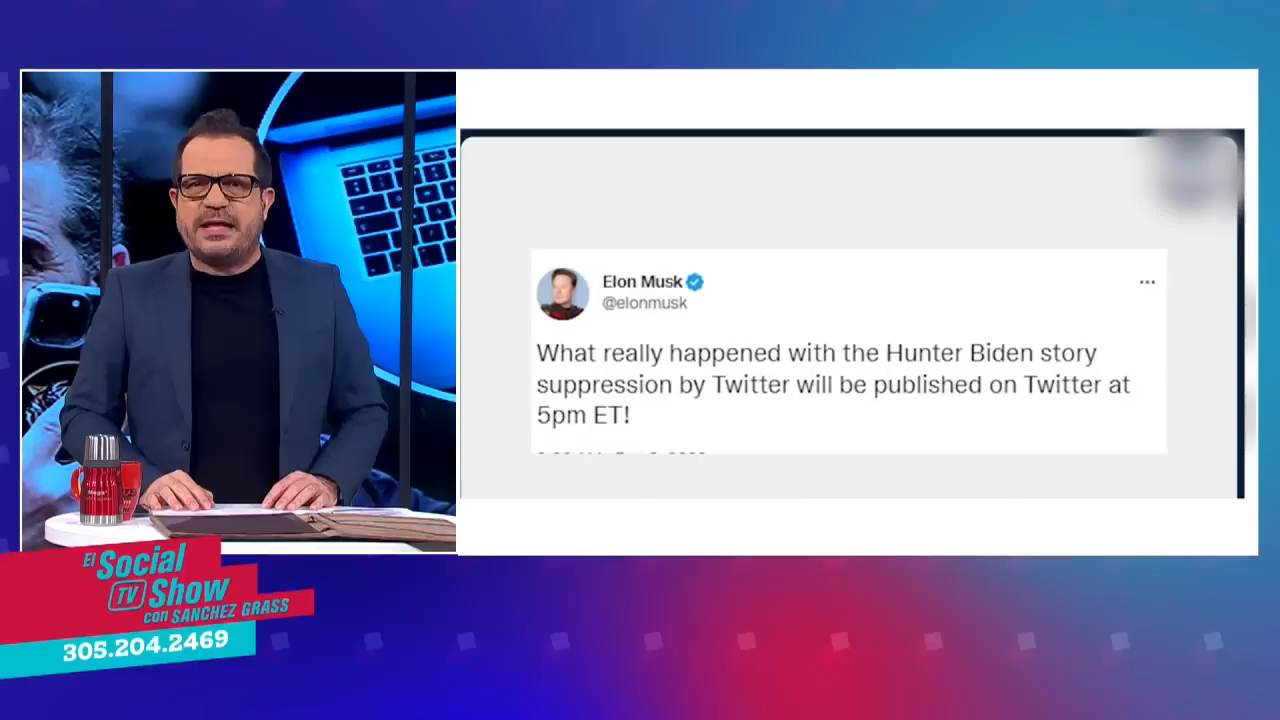 Elon Musk
@elonmusk
What really happened with the Hunter Biden story
suppression by Twitter will be published on Twitter at
5pm ET!
El Social
TV Show
con SANCHEZ GRASS
305.204.2469